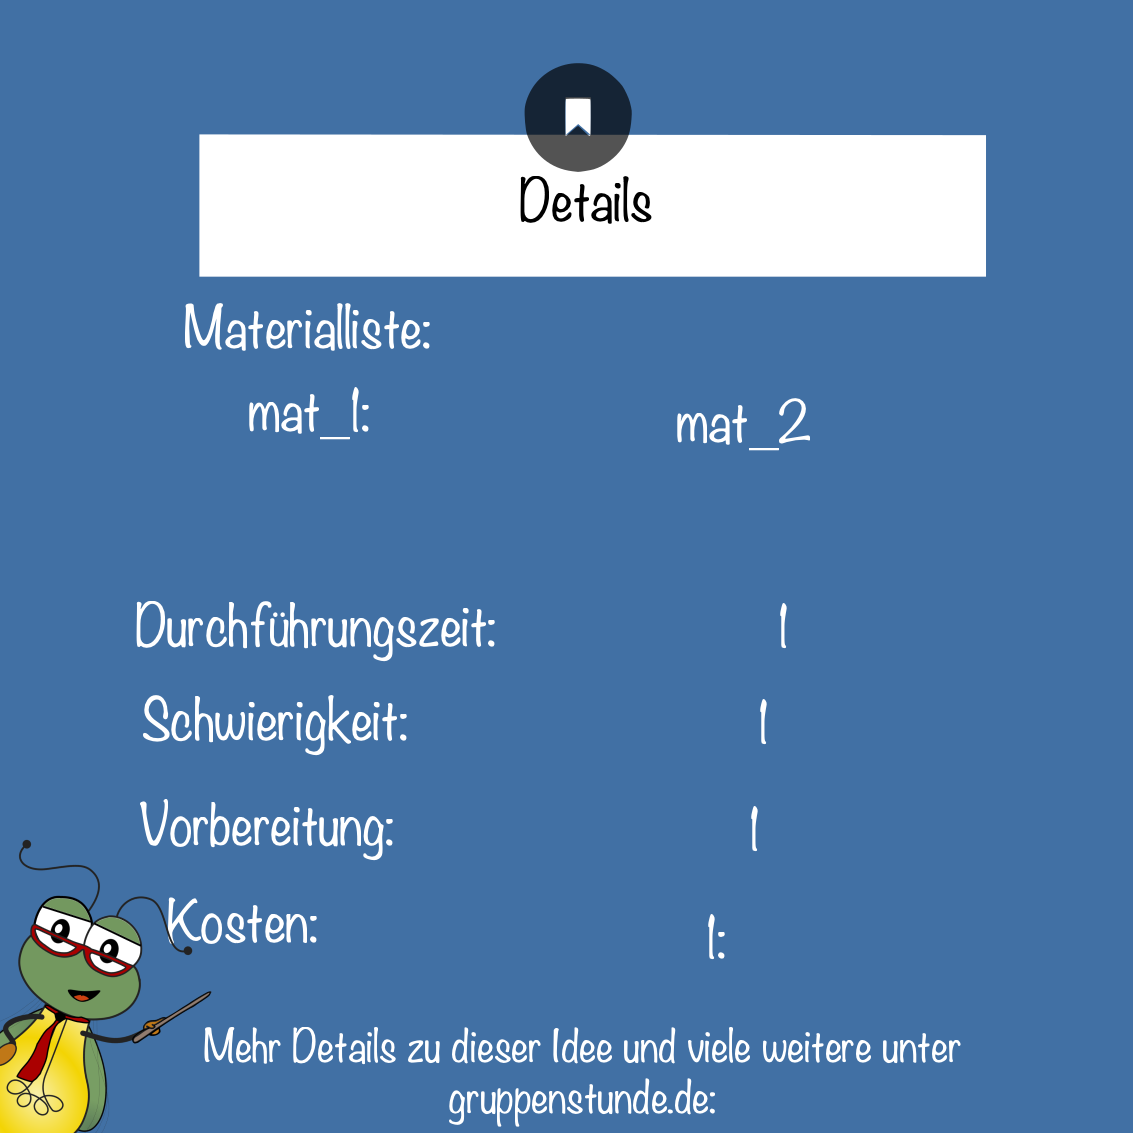 Details
Materialliste:
mat_1: mat_2
Durchführungszeit: 1
Schwierigkeit: 1
Vorbereitung: 1
Kosten: 1:
Mehr Details zu dieser Idee und viele weitere unter
gruppenstunde.de: